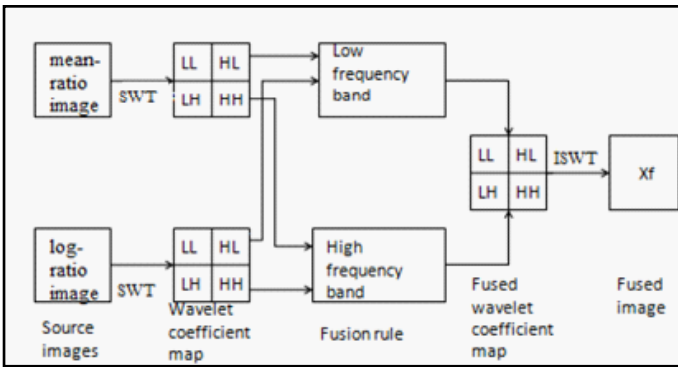 mean-
ratio
image
SWT
LL
HL
LH
HH
Low
frequency
band
LL
HL
LH
HH
ISWT
Xf
log-
ratio
image
SWT
LL
HL
LH
HH
High
frequency
band
Source
images
Wavelet
coefficient
map
Fusion rule
Fused
wavelet
coefficient
map
Fused
image